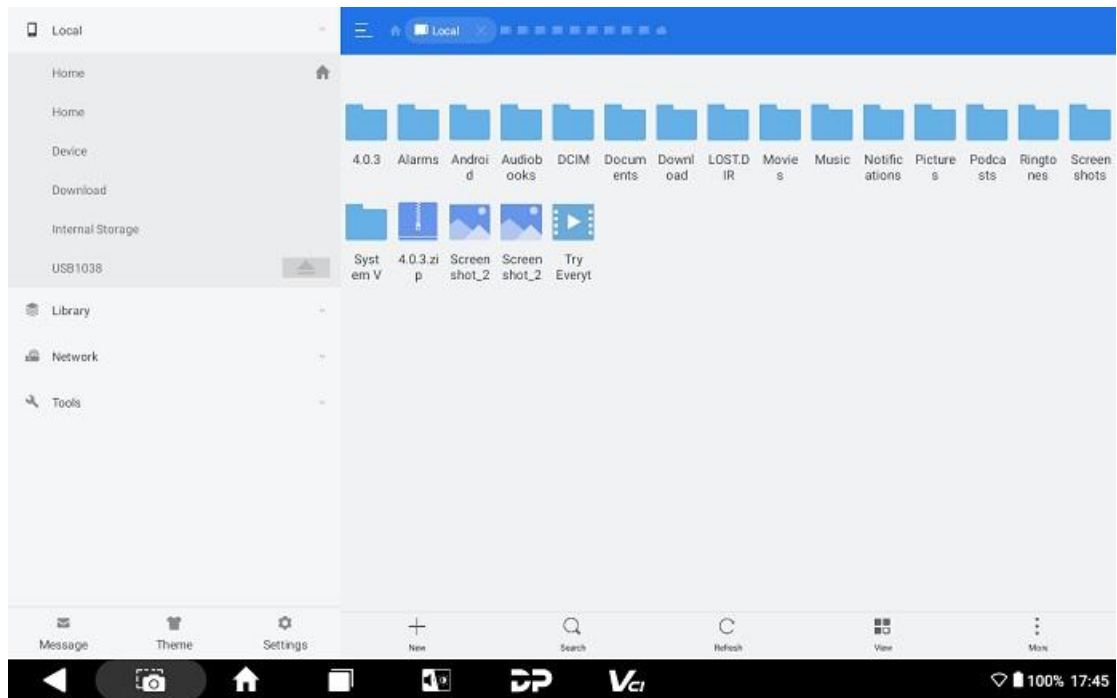 Local
Home
Home
Device
Download
Internal Storage
USB1038
Library
Network
Tools
Message Theme Settings
Local
4.0.3 Alarms Androi Audiob DCIM Docum Downl LOST.D Movie Music Notific Picture Podca Ringto Screen
d ooks ents oad IR s ations s sts nes shots
Syst 4.0.3.zi Screen Screen Try
em V p shot_2 shot_2 Everyt
New Search Refresh View More
DP VCI 100% 17:45